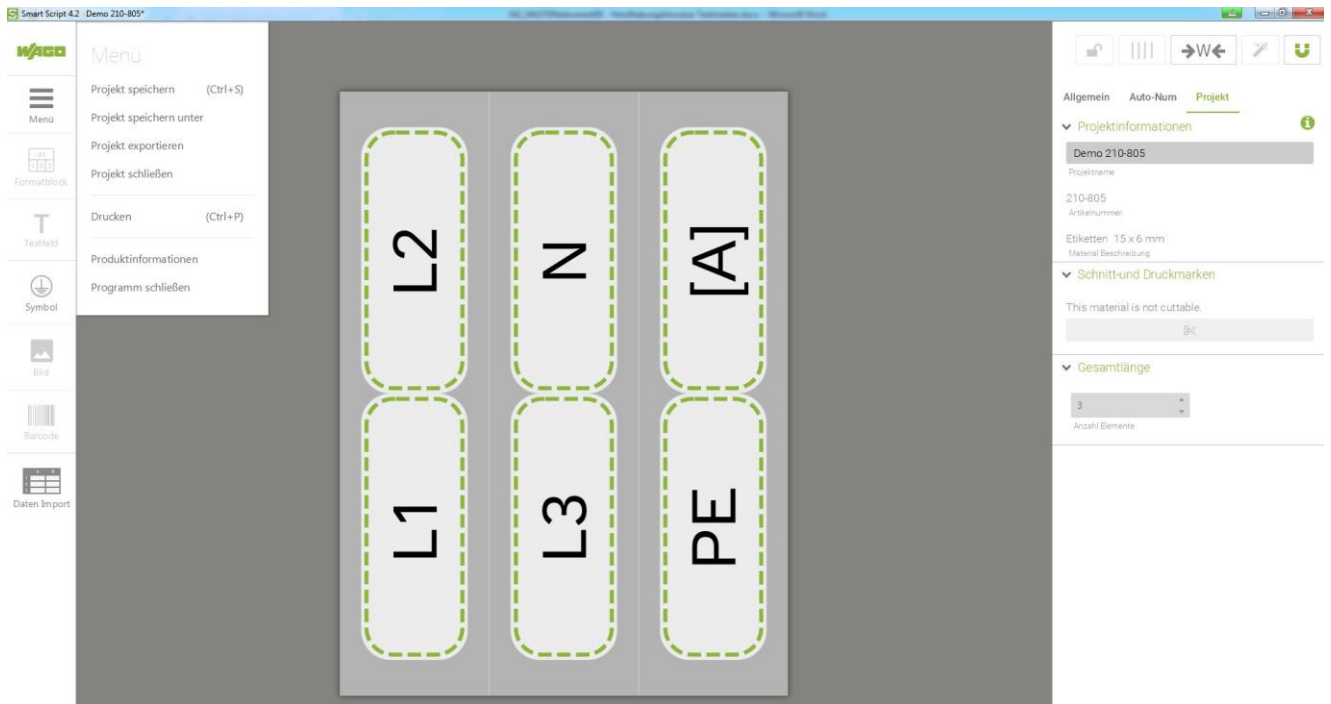 Smart Script 4.2 Demo 210-805*
WAGO
Menü
Formatblock
Textfeld
Symbol
Bild
Barcode
Daten Import
Menü
Projekt speichern (Ctrl+S)
Projekt speichern unter
Projekt exportieren
Projekt schließen
Drucken (Ctrl+P)
Produktinformationen
Programm schließen
L2
N
[A]
L1
L3
PE
W
Allgemein Auto-Num Projekt
Projektinformationen
Demo 210-805
Projektname
210-805
Artikelnummer
Etiketten 15 x 6 mm
Material Beschreibung
Schnitt-und Druckmarken
This material is not cuttable.
Gesamtlänge
3
Anzahl Elemente